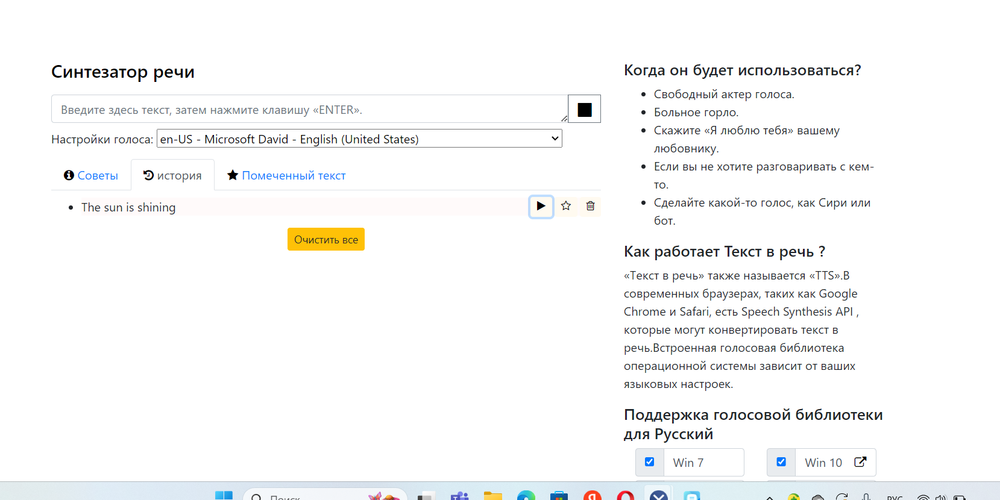 Синтезатор речи
Введите здесь текст, затем нажмите клавишу «ENTER».
Настройки голоса: en-US - Microsoft David - English (United States)
Советы история Помеченный текст
The sun is shining
Очистить все
Когда он будет использоваться?
Свободный актер голоса.
Больное горло.
Скажите «Я люблю тебя» вашему
любовнику.
Если вы не хотите разговаривать с кем-
то.
Сделайте какой-то голос, как Сири или
бот.
Как работает Текст в речь ?
«Текст в речь» также называется «TTS».В
современных браузерах, таких как Google
Chrome и Safari, есть Speech Synthesis API ,
которые могут конвертировать текст в
речь.Встроенная голосовая библиотека
операционной системы зависит от ваших
языковых настроек.
Поддержка голосовой библиотеки
для Русский
Win 7 Win 10
Поиск
РУС